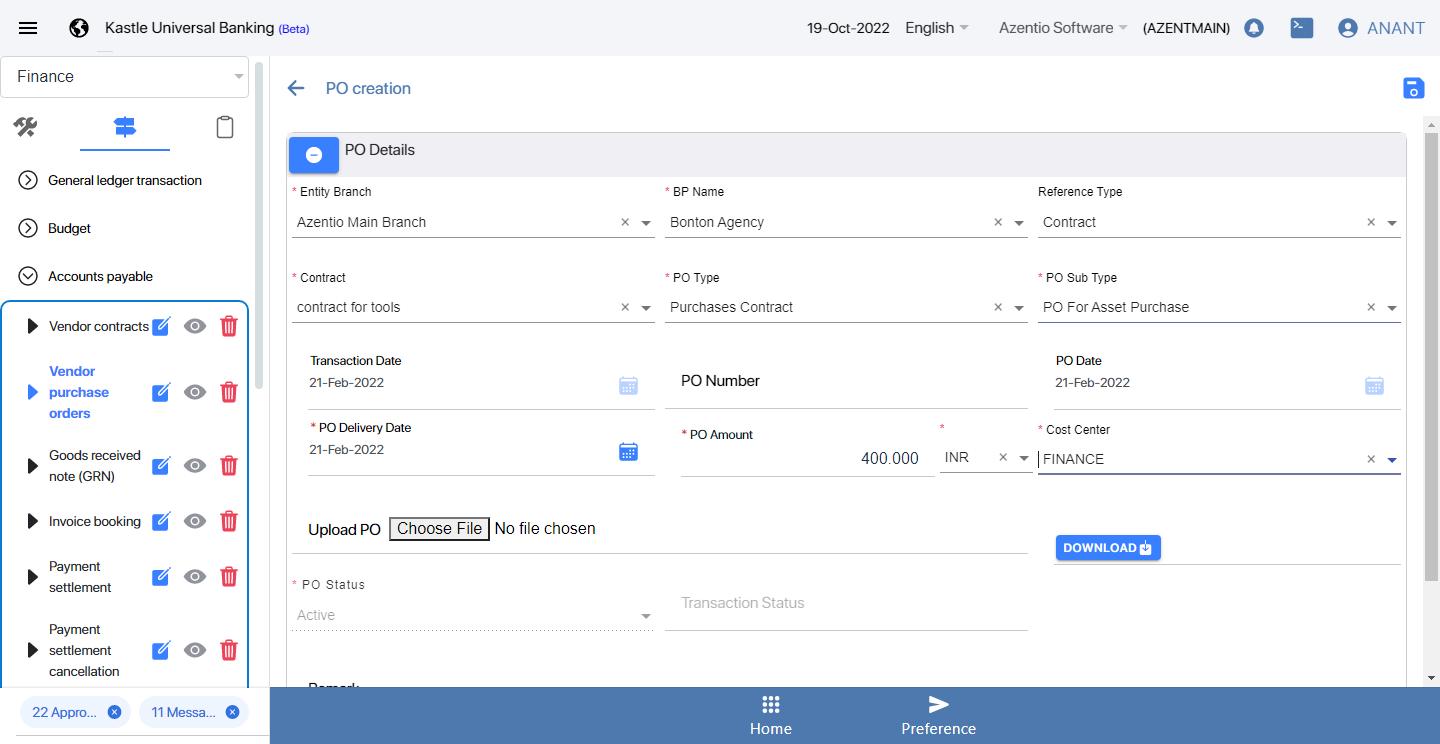 Kastle Universal Banking (Beta)
19-Oct-2022
English
Azentio Software
(AZENTMAIN)
ANANT
Finance
General ledger transaction
Budget
Accounts payable
Vendor contracts
Vendor
purchase
orders
Goods received
note (GRN)
Invoice booking
Payment
settlement
Payment
settlement
cancellation
22 Appro...
11 Messa...
PO creation
PO Details
* Entity Branch
Azentio Main Branch
* BP Name
Bonton Agency
Reference Type
Contract
* Contract
contract for tools
* PO Type
Purchases Contract
* PO Sub Type
PO For Asset Purchase
Transaction Date
21-Feb-2022
PO Number
PO Date
21-Feb-2022
* PO Delivery Date
21-Feb-2022
* PO Amount
400.000
*
INR
* Cost Center
FINANCE
Upload PO Choose File No file chosen
DOWNLOAD
* PO Status
Active
Transaction Status
Remark
Home
Preference